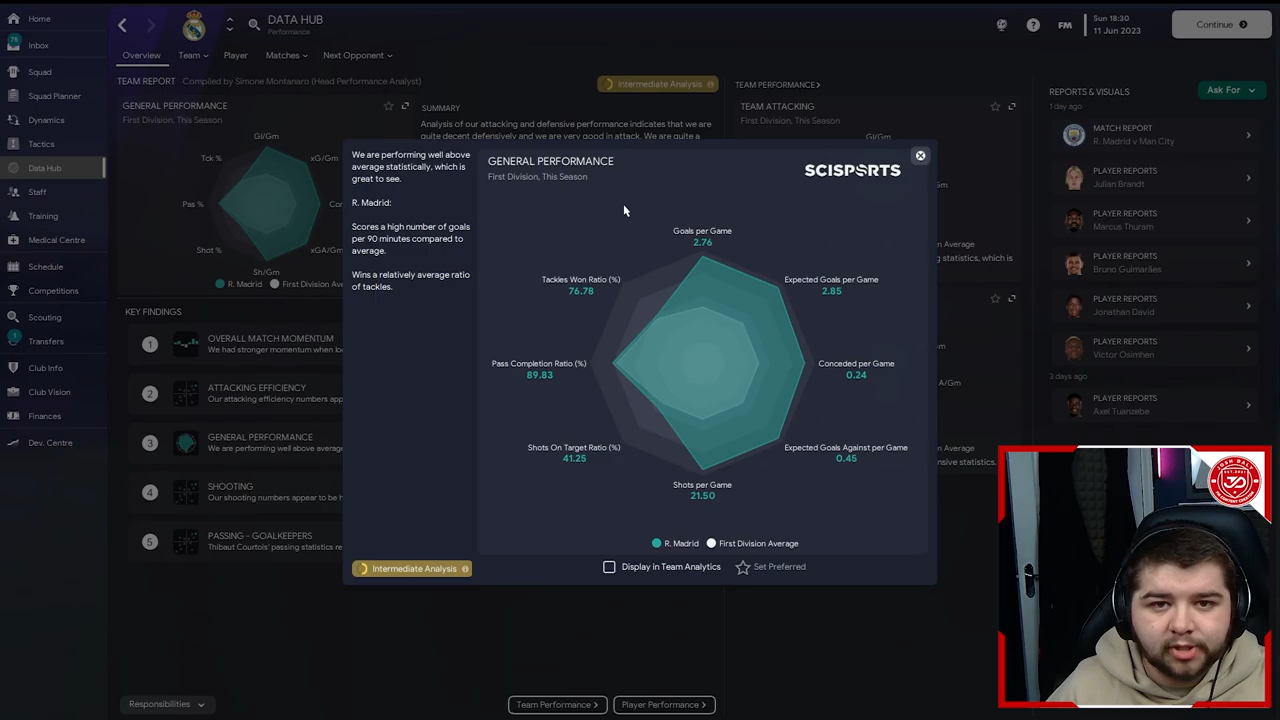 Home
Inbox
Squad
Squad Planner
Dynamics
Tactics
Data Hub
Staff
Training
Medical Centre
Schedule
Competitions
Scouting
Transfers
Club Info
Club Vision
Finances
Dev. Centre
DATA HUB
Performance
FM
Sun 18:30
11 Jun 2023
Continue
Overview
Team
Player
Matches
Next Opponent
TEAM REPORT Compiled by Simone Montanaro (Head Performance Analyst)
Intermediate Analysis
GENERAL PERFORMANCE
First Division, This Season
Gl/Gm
Tck %
xG/Gm
Pas %
Shot %
xGA/Gm
Sh/Gm
R. Madrid
First Division Ave
SUMMARY
Analysis of our attacking and defensive performance indicates that we are
quite decent defensively and we are very good in attack. We are quite a
KEY FINDINGS
1
OVERALL MATCH MOMENTUM
We had stronger momentum when
2
ATTACKING EFFICIENCY
Our attacking efficiency numbers
3
GENERAL PERFORMANCE
We are performing well above
4
SHOOTING
Our shooting numbers appear to be
5
PASSING - GOALKEEPERS
Thibaut Courtois' passing statistics
TEAM PERFORMANCE
TEAM ATTACKING
First Division, This Season
Gl/Gm
REPORTS & VISUALS
Ask For
1 day ago
MATCH REPORT
R. Madrid v Man City
PLAYER REPORTS
Julian Brandt
PLAYER REPORTS
Marcus Thuram
PLAYER REPORTS
Bruno Guimarães
PLAYER REPORTS
Jonathan David
PLAYER REPORTS
Victor Osimhen
3 days ago
PLAYER REPORTS
Axel Tuanzebe
We are performing well above
average statistically, which is
great to see.
R. Madrid:
Scores a high number of goals
per 90 minutes compared to
average.
Wins a relatively average ratio
of tackles.
Intermediate Analysis
GENERAL PERFORMANCE
First Division, This Season
SCISPORTS
Goals per Game
2.76
Tackles Won Ratio (%)
76.78
Expected Goals per Game
2.85
Pass Completion Ratio (%)
89.83
Conceded per Game
0.24
Shots On Target Ratio (%)
41.25
Expected Goals Against per Game
0.45
Shots per Game
21.50
R. Madrid
First Division Average
Display in Team Analytics
Set Preferred
Responsibilities
Team Performance
Player Performance
JOSH DALY
JD
FM CONTENT CREATOR